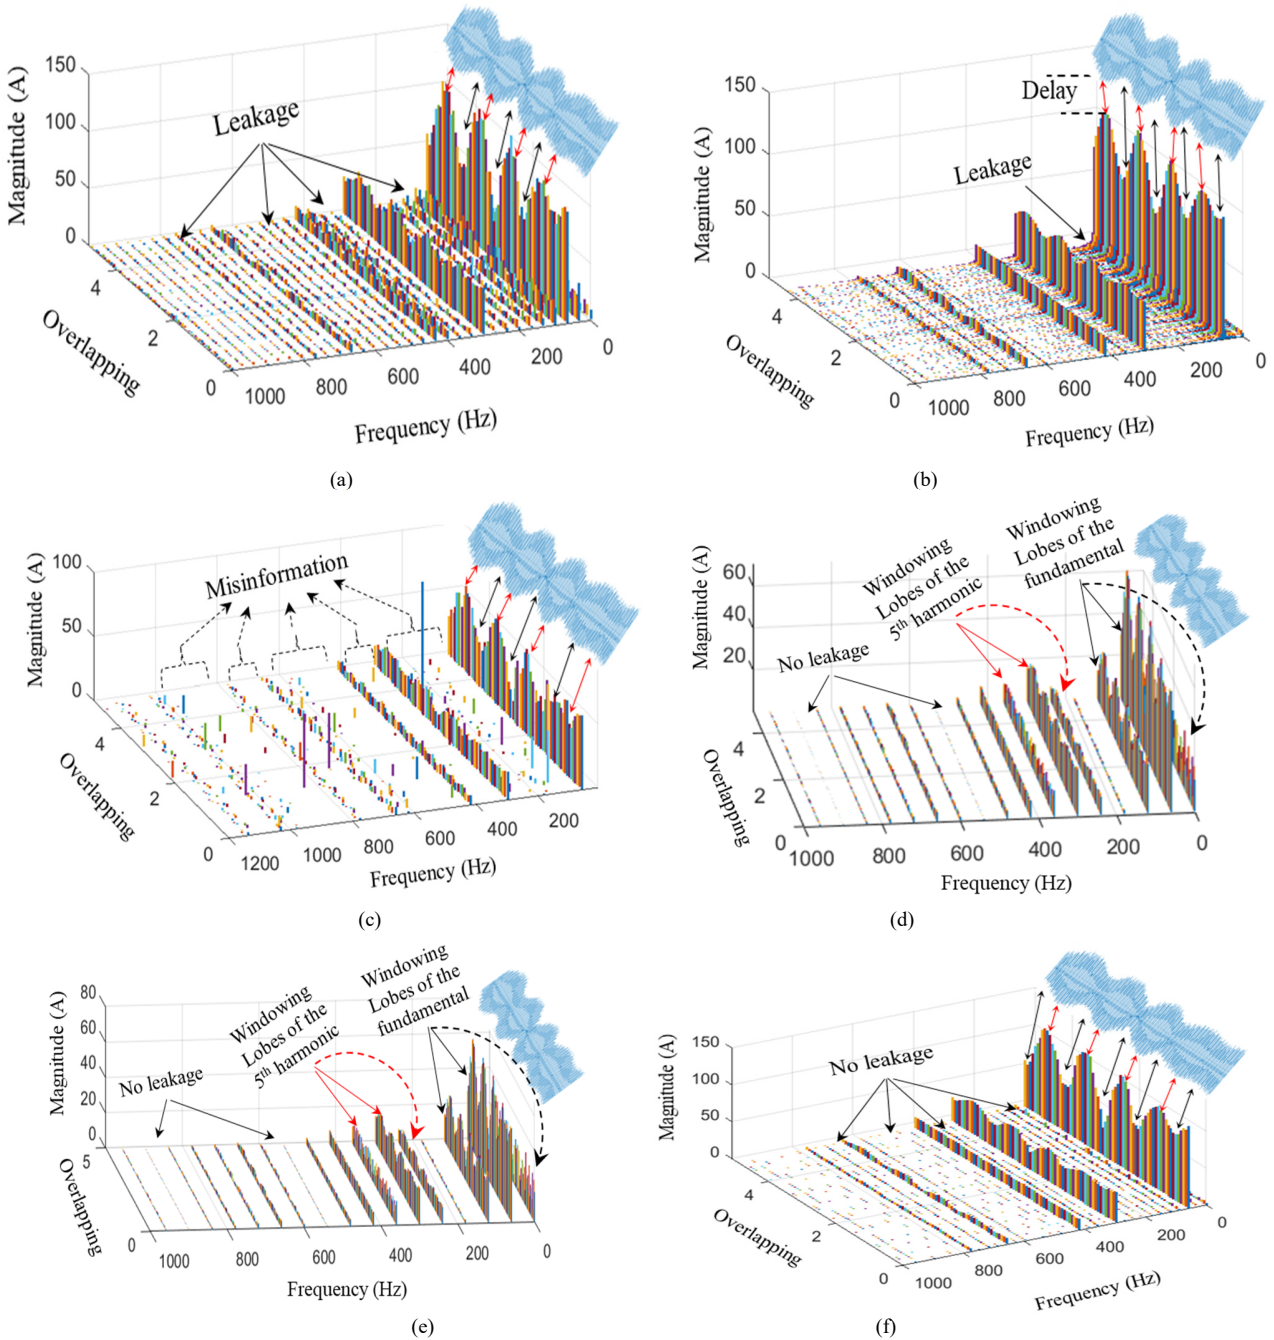 150
100
50
0
Magnitude (A)
Leakage
4
2
0
Overlapping
1000
800
600
400
200
0
Frequency (Hz)
(a)
150
100
50
0
Magnitude (A)
Delay
Leakage
4
2
0
Overlapping
1000
800
600
400
200
0
Frequency (Hz)
(b)
100
50
0
Magnitude (A)
Misinformation
4
2
0
Overlapping
1200
1000
800
600
400
200
Frequency (Hz)
(c)
60
40
20
Magnitude (A)
No leakage
Windowing
Lobes of the
5th harmonic
Windowing
Lobes of the
fundamental
4
2
0
Overlapping
1000
800
600
400
200
0
Frequency (Hz)
(d)
80
60
40
20
0
Magnitude (A)
No leakage
Windowing
Lobes of the
5th harmonic
Windowing
Lobes of the
fundamental
5
0
Overlapping
1000
800
600
400
200
0
Frequency (Hz)
(e)
150
100
50
0
Magnitude (A)
No leakage
4
2
0
Overlapping
1000
800
600
400
200
0
Frequency (Hz)
(f)